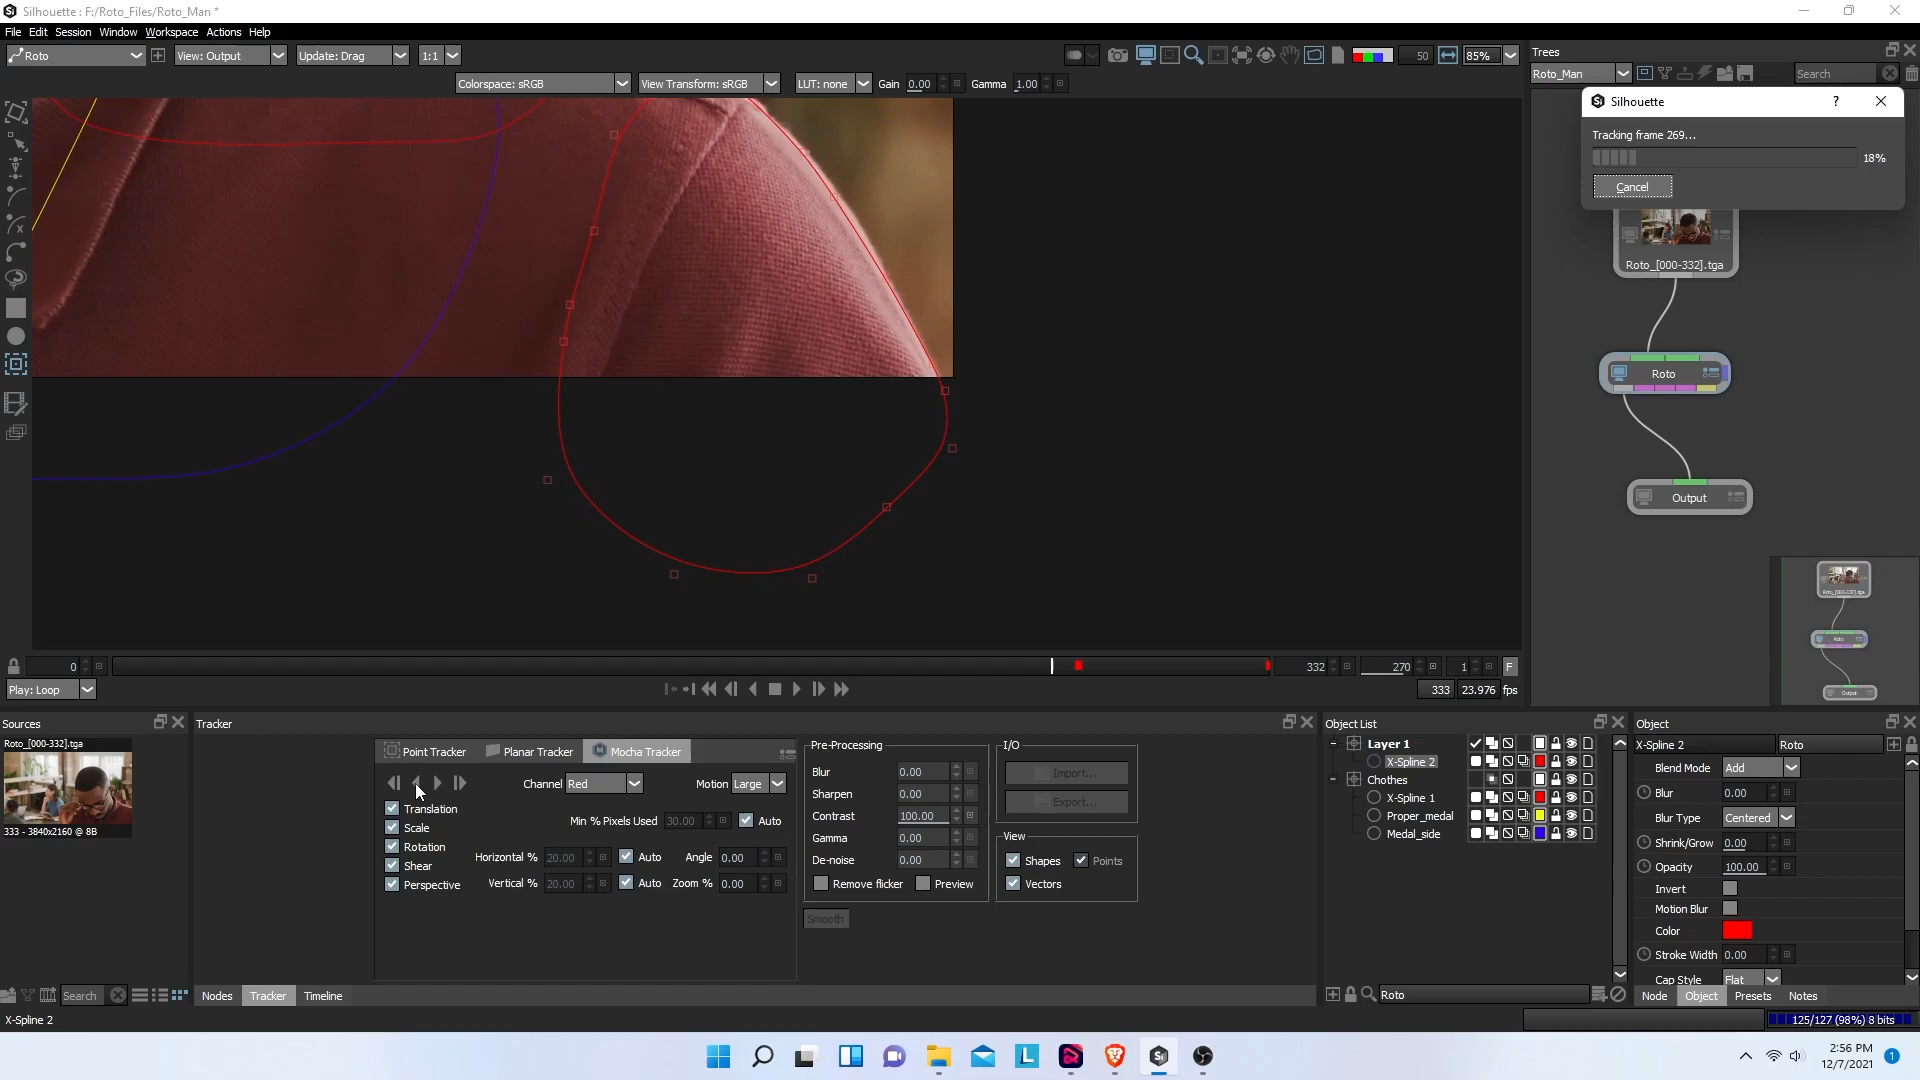 Silhouette : F:/Roto_Files/Roto_Man *
File Edit Session Window Workspace Actions Help
Roto View: Output Update: Drag 1:1 50 85%
Colorspace: sRGB View Transform: sRGB LUT: none Gain 0.00 Gamma 1.00
Trees
Roto_Man Search
Silhouette ?
Tracking frame 269...
18%
Cancel
Roto_[000-332].tga
Roto
Output
0 332 270 1 F
Play: Loop 333 23.976 fps
Sources
Roto_[000-332].tga
333 - 3840x2160 @ 8B
Search
Tracker
Point Tracker Planar Tracker Mocha Tracker
Channel Red Motion Large
Translation
Min % Pixels Used 30.00 Auto
Scale
Rotation
Horizontal % 20.00 Auto Angle 0.00
Shear
Vertical % 20.00 Auto Zoom % 0.00
Perspective
Pre-Processing
Blur 0.00
Sharpen 0.00
Contrast 100.00
Gamma 0.00
De-noise 0.00
Remove flicker Preview
Smooth
I/O
Import...
Export...
View
Shapes Points
Vectors
Nodes Tracker Timeline
Object List
Layer 1
X-Spline 2
Chothes
X-Spline 1
Proper_medal
Medal_side
Roto
Object
X-Spline 2 Roto
Blend Mode Add
Blur 0.00
Blur Type Centered
Shrink/Grow 0.00
Opacity 100.00
Invert
Motion Blur
Color
Stroke Width 0.00
Cap Style Flat
Node Object Presets Notes
X-Spline 2
125/127 (98%) 8 bits
2:56 PM
12/7/2021
1